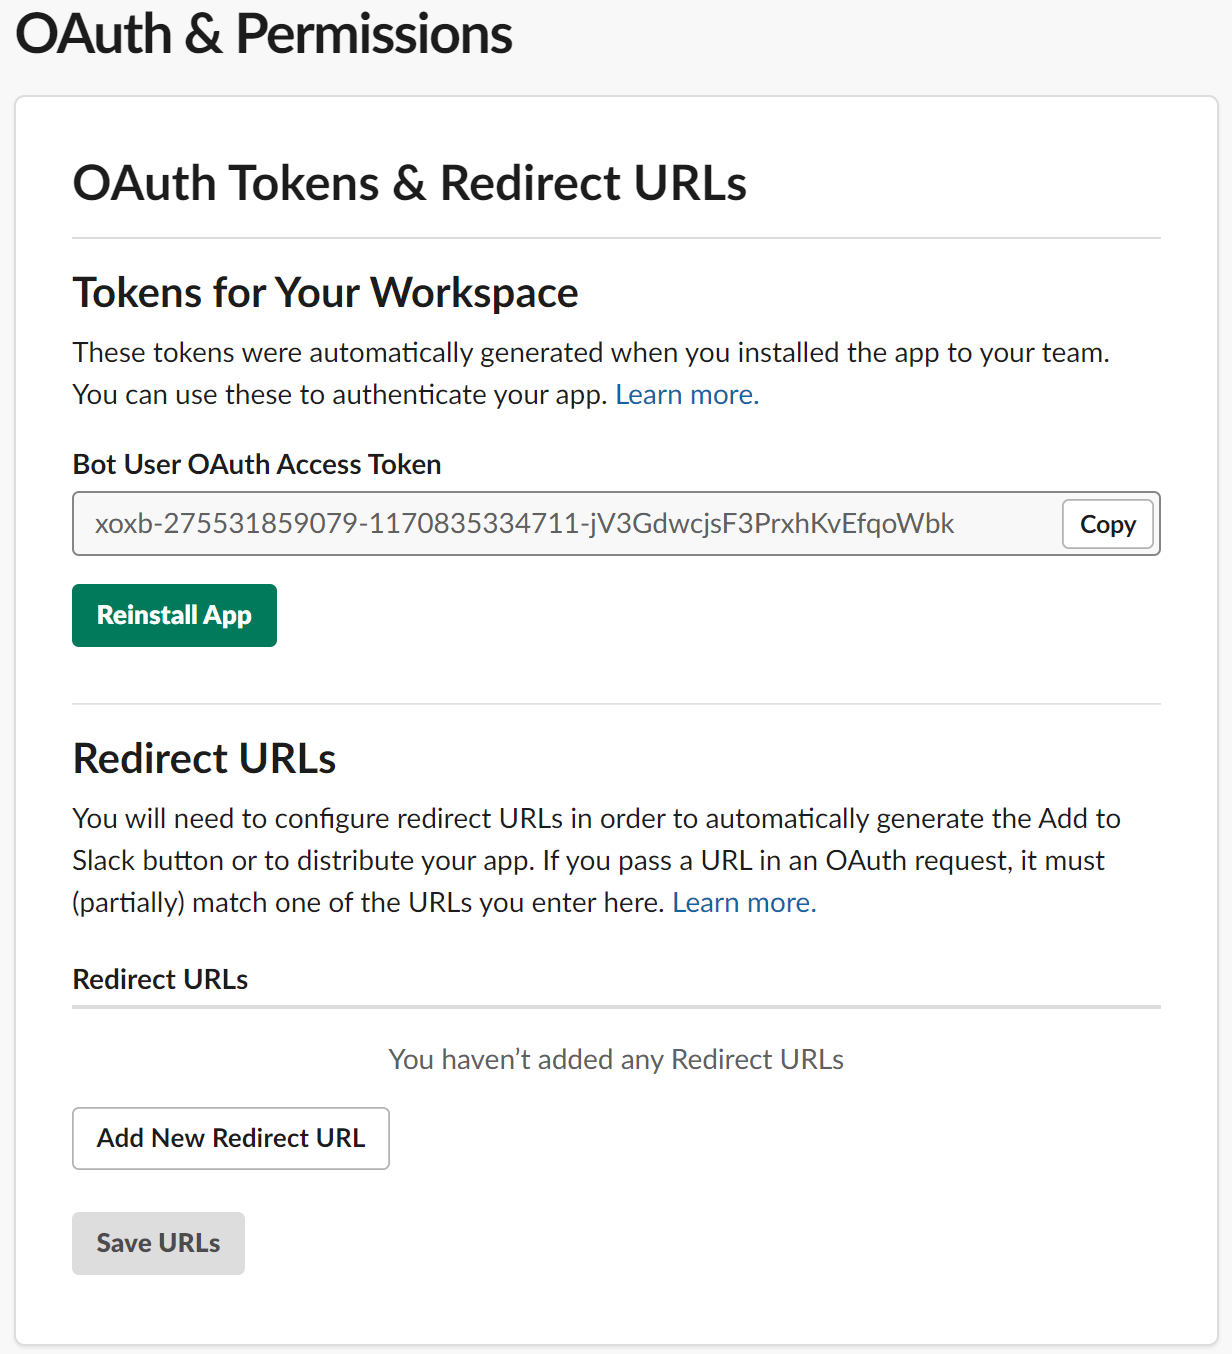 OAuth & Permissions
OAuth Tokens & Redirect URLs
Tokens for Your Workspace
These tokens were automatically generated when you installed the app to your team.
You can use these to authenticate your app. Learn more.
Bot User OAuth Access Token
xoxb-275531859079-1170835334711-jV3GdwcjsF3PrxhKvEfqoWbk
Copy
Reinstall App
Redirect URLs
You will need to configure redirect URLs in order to automatically generate the Add to
Slack button or to distribute your app. If you pass a URL in an OAuth request, it must
(partially) match one of the URLs you enter here. Learn more.
Redirect URLs
You haven’t added any Redirect URLs
Add New Redirect URL
Save URLs